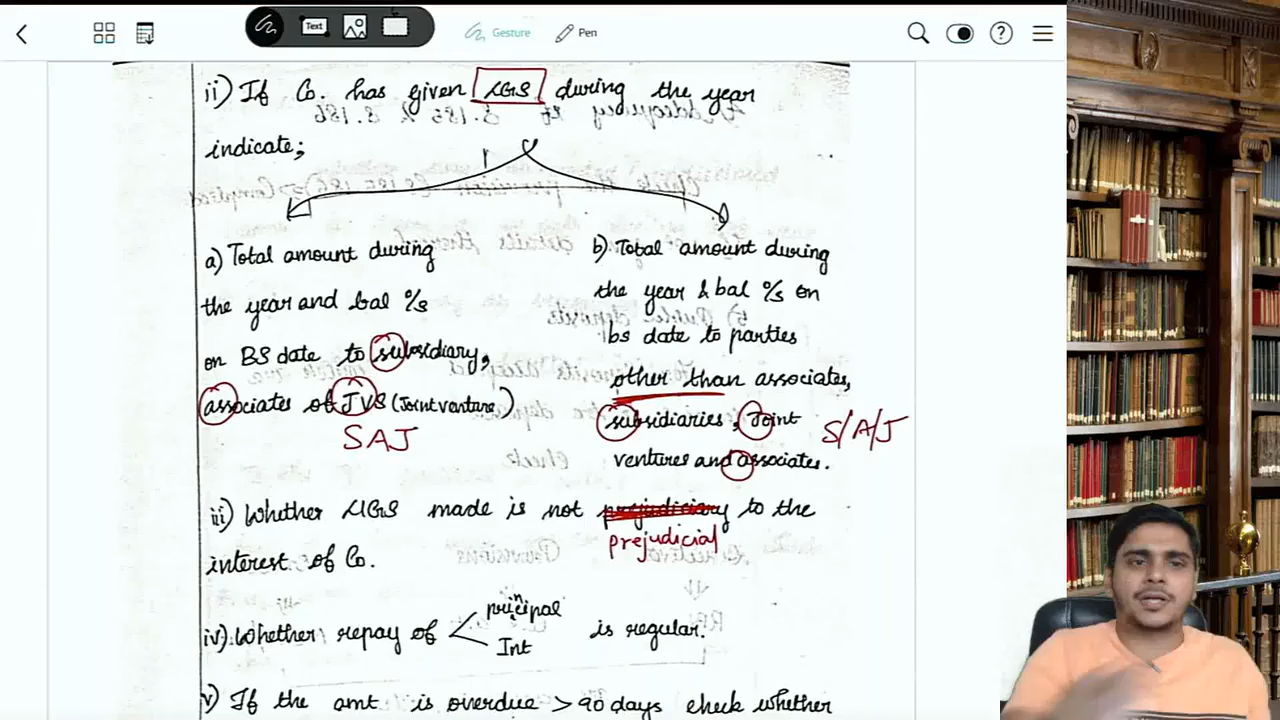 Text
Gesture
Pen
ii) If Co. has given LGS during the year
indicate;
a) Total amount during
the year and bal o/s
on BS date to subsidiary,
associates of JVS (Joint venture)
SAJ
b) Total amount during
the year & bal o/s on
bs date to parties
other than associates,
subsidiaries, Joint
ventures and associates.
S/A/J
iii) Whether made is not prejudiciary to the
prejudicial
interest of Co.
iv) Whether repay of principal
Int
is regular.
v) If the amt is overdue > 90 days check whether